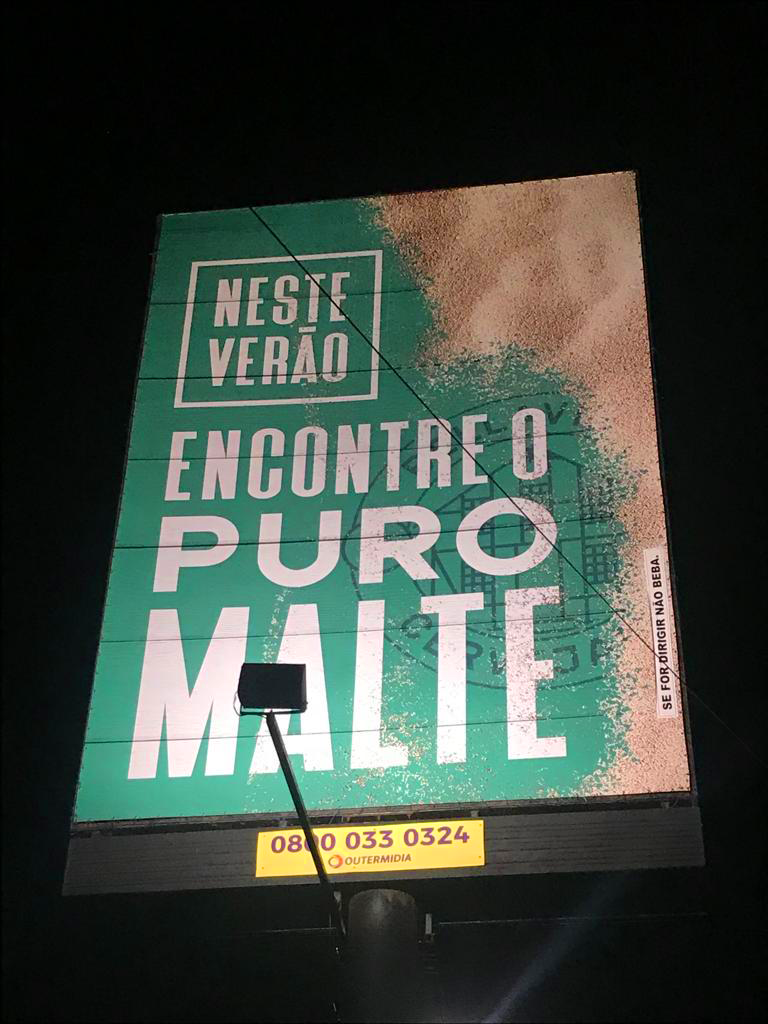 NESTE
VERÃO
ENCONTRE O
PURO
MALTE
SE FOR DIRIGIR NÃO BEBA.
0800 033 0324
OUTERMIDIA